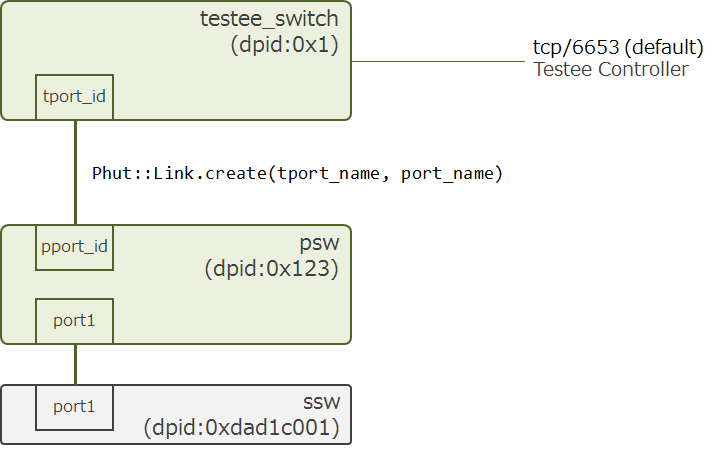 testee_switch
(dpid:0x1)
tcp/6653 (default)
Testee Controller
tport_id
Phut::Link.create(tport_name, port_name)
pport_id
psw
(dpid:0x123)
port1
port1
ssw
(dpid:0xdad1c001)